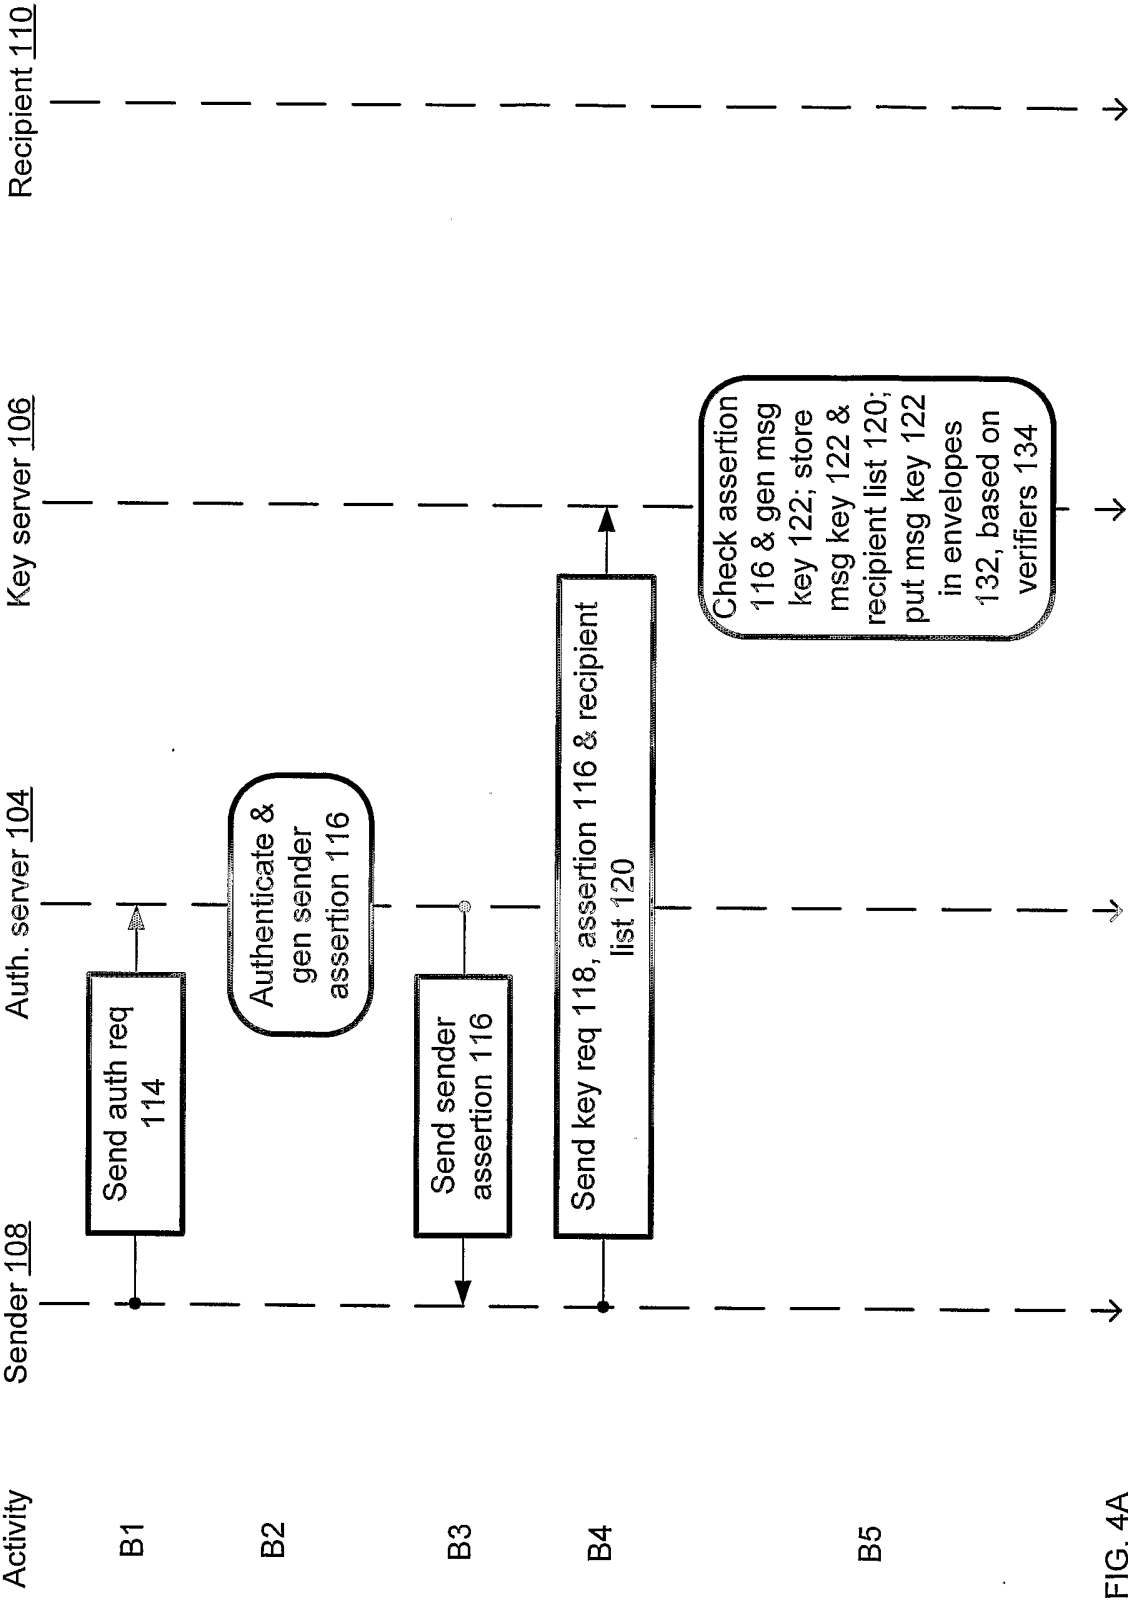 Activity
Sender 108
Auth. server 104
Key server 106
Recipient 110
B1
Send auth req
114
B2
Authenticate &
gen sender
assertion 116
B3
Send sender
assertion 116
B4
Send key req 118, assertion 116 & recipient
list 120
B5
Check assertion
116 & gen msg
key 122; store
msg key 122 &
recipient list 120;
put msg key 122
in envelopes
132, based on
verifiers 134
FIG. 4A